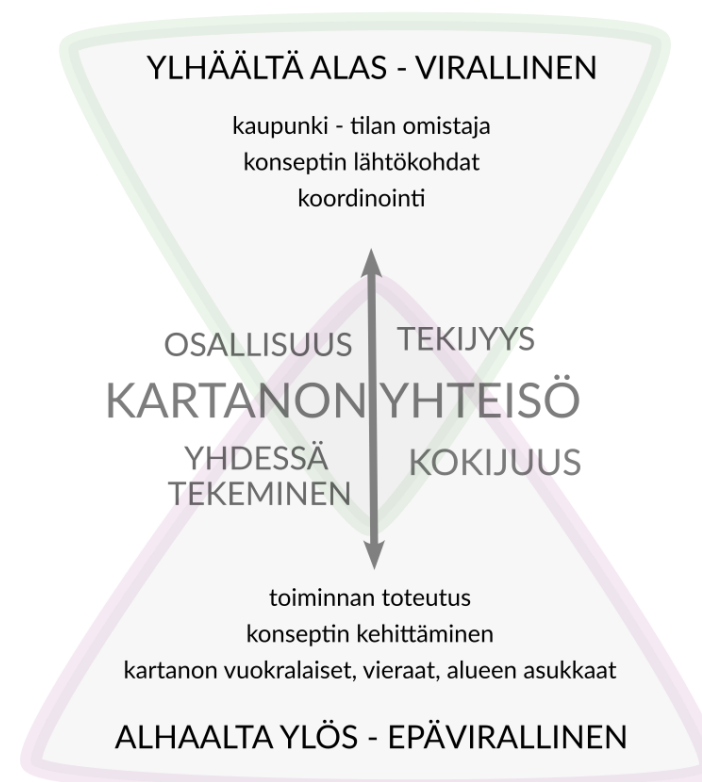 YLHÄÄLTÄ ALAS - VIRALLINEN
kaupunki - tilan omistaja
konseptin lähtökohdat
koordinointi
OSALLISUUS TEKIJYYS
KARTANON YHTEISÖ
YHDESSÄ
TEKEMINEN
KOKIJUUS
toiminnan toteutus
konseptin kehittäminen
kartanon vuokralaiset, vieraat, alueen asukkaat
ALHAALTA YLÖS - EPÄVIRALLINEN